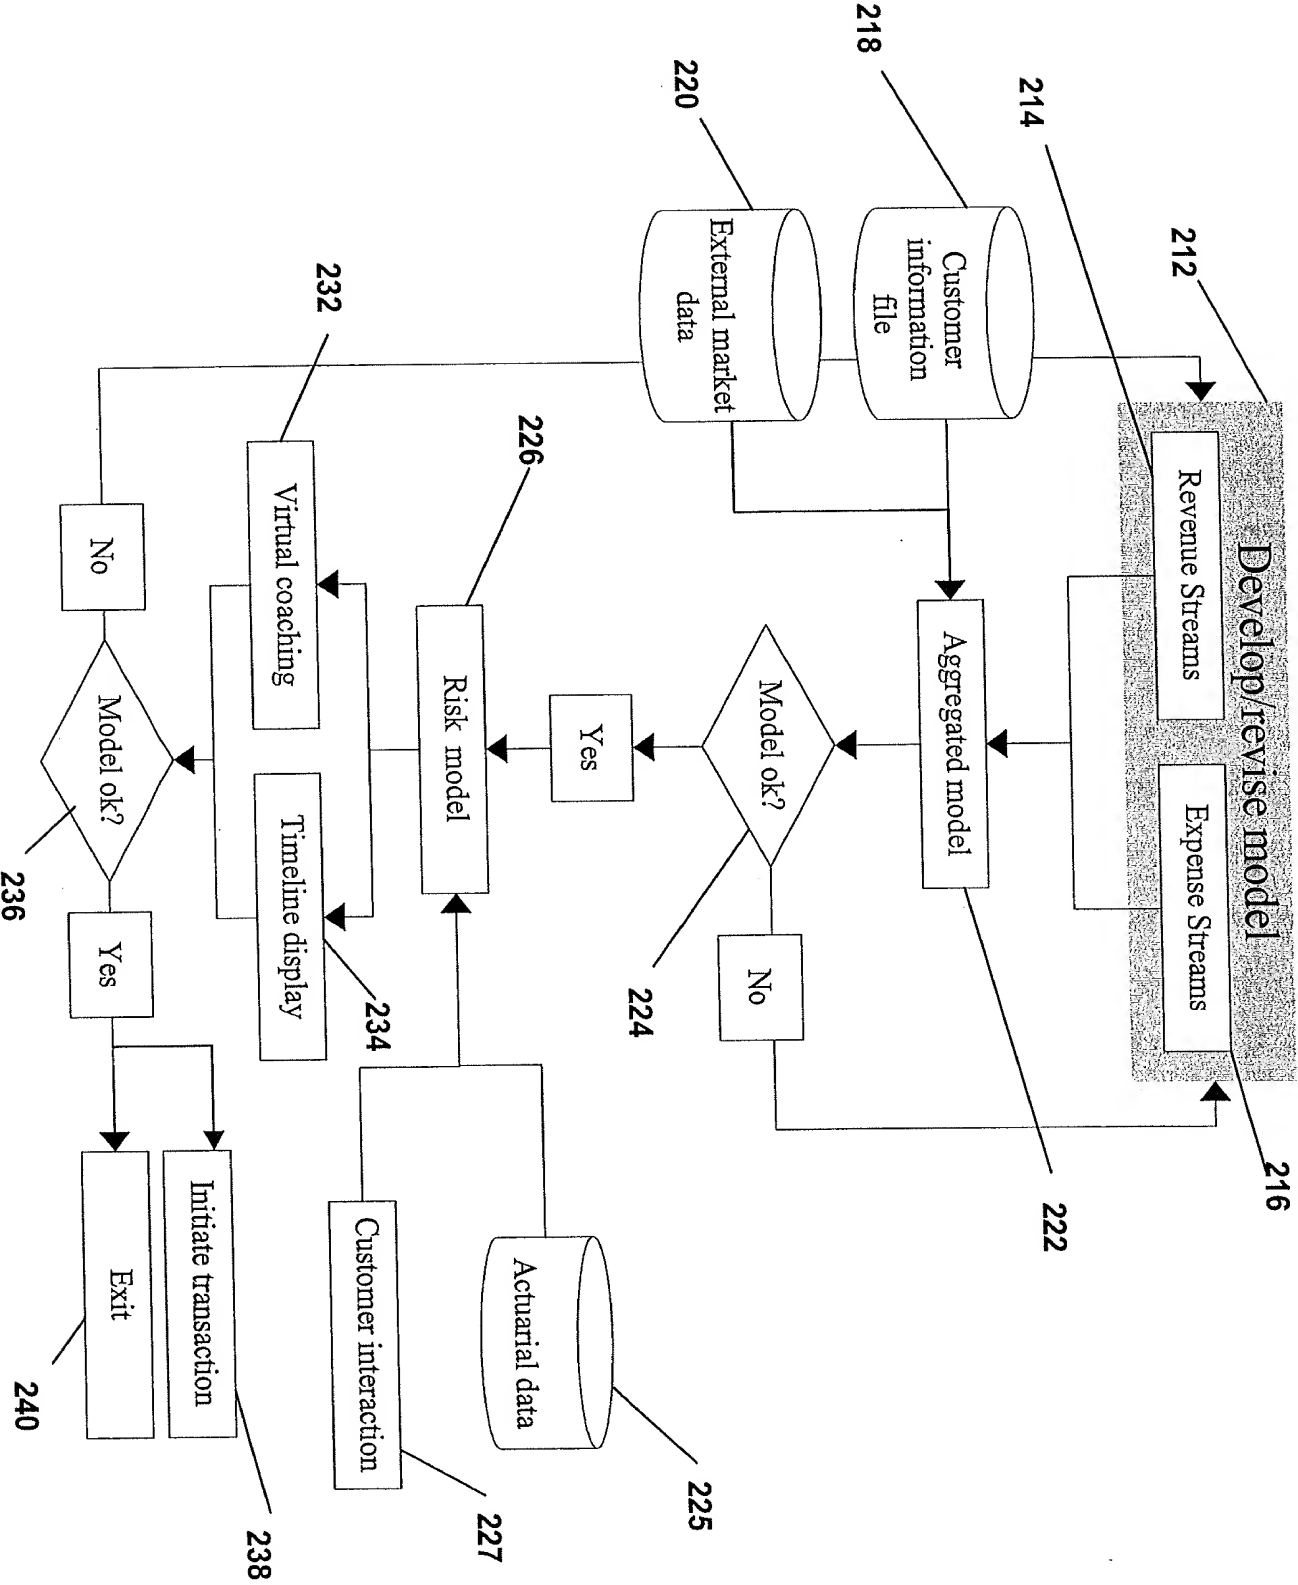 212
Develop/revise model
214
Revenue Streams
Expense Streams
216
218
Customer
information
file
220
External market
data
Aggregated model
222
Model ok?
224
No
Yes
226
Risk model
Actuarial data
225
Customer interaction
227
232
Virtual coaching
Timeline display
234
No
Model ok?
236
Yes
Initiate transaction
238
Exit
240